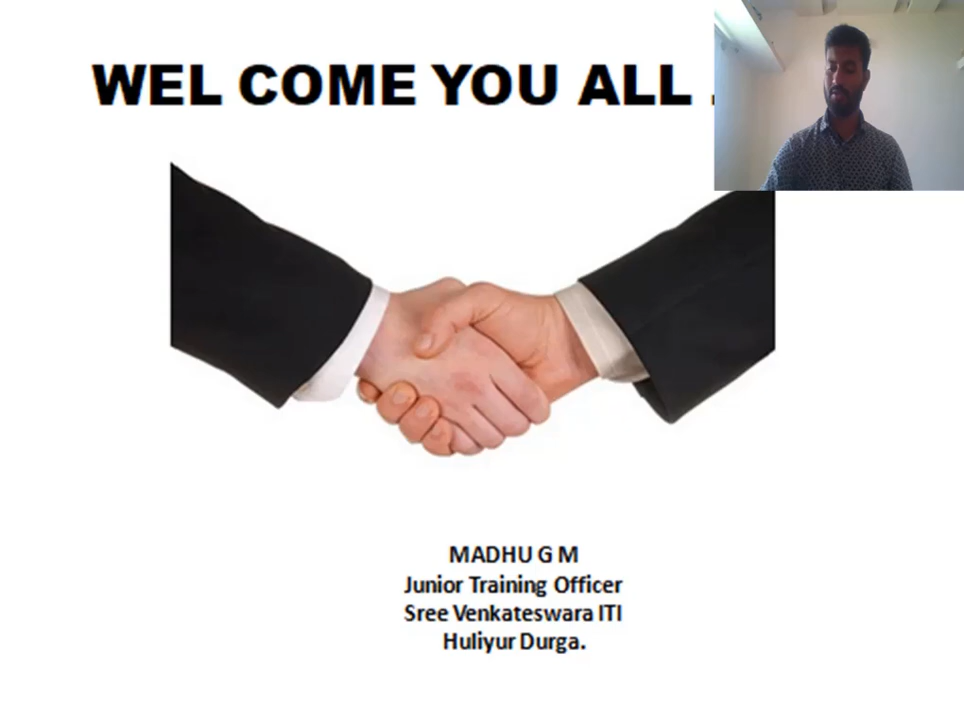 WEL COME YOU ALL .
MADHU G M
Junior Training Officer
Sree Venkateswara ITI
Huliyur Durga.